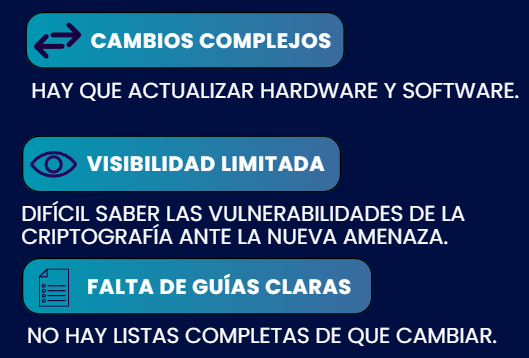 CAMBIOS COMPLEJOS
HAY QUE ACTUALIZAR HARDWARE Y SOFTWARE.
VISIBILIDAD LIMITADA
DIFÍCIL SABER LAS VULNERABILIDADES DE LA
CRIPTOGRAFÍA ANTE LA NUEVA AMENAZA.
FALTA DE GUÍAS CLARAS
NO HAY LISTAS COMPLETAS DE QUE CAMBIAR.